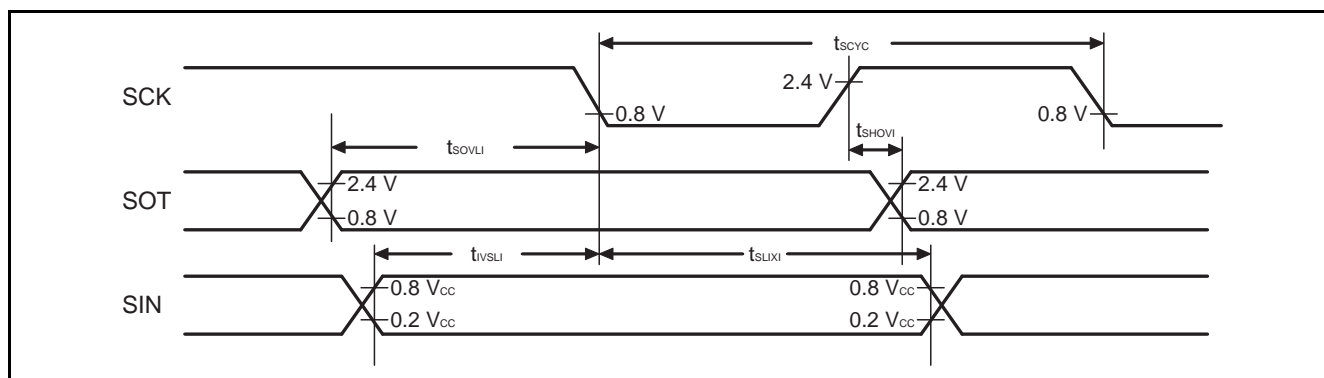 tSCYC
SCK
2.4 V
0.8 V
0.8 V
tSHOVI
tSOVLI
SOT
2.4 V
0.8 V
2.4 V
0.8 V
tIVSLI
tSLIXI
SIN
0.8 VCC
0.2 VCC
0.8 VCC
0.2 VCC